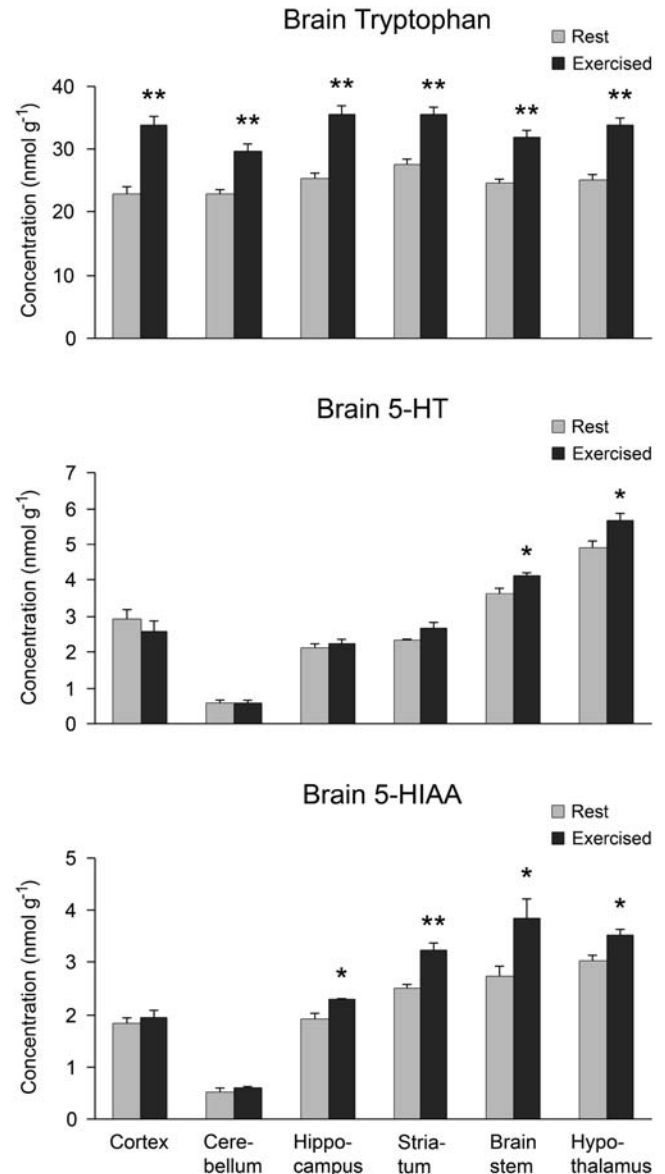 Brain Tryptophan
Rest
Exercised
Concentration (nmol g-1)
40
30
20
10
0
**
**
**
**
**
**
Brain 5-HT
Rest
Exercised
Concentration (nmol g-1)
7
6
5
4
3
2
1
0
*
*
Brain 5-HIAA
Rest
Exercised
Concentration (nmol g-1)
5
4
3
2
1
0
*
**
*
*
Cortex
Cere-
bellum
Hippo-
campus
Stria-
tum
Brain
stem
Hypo-
thalamus